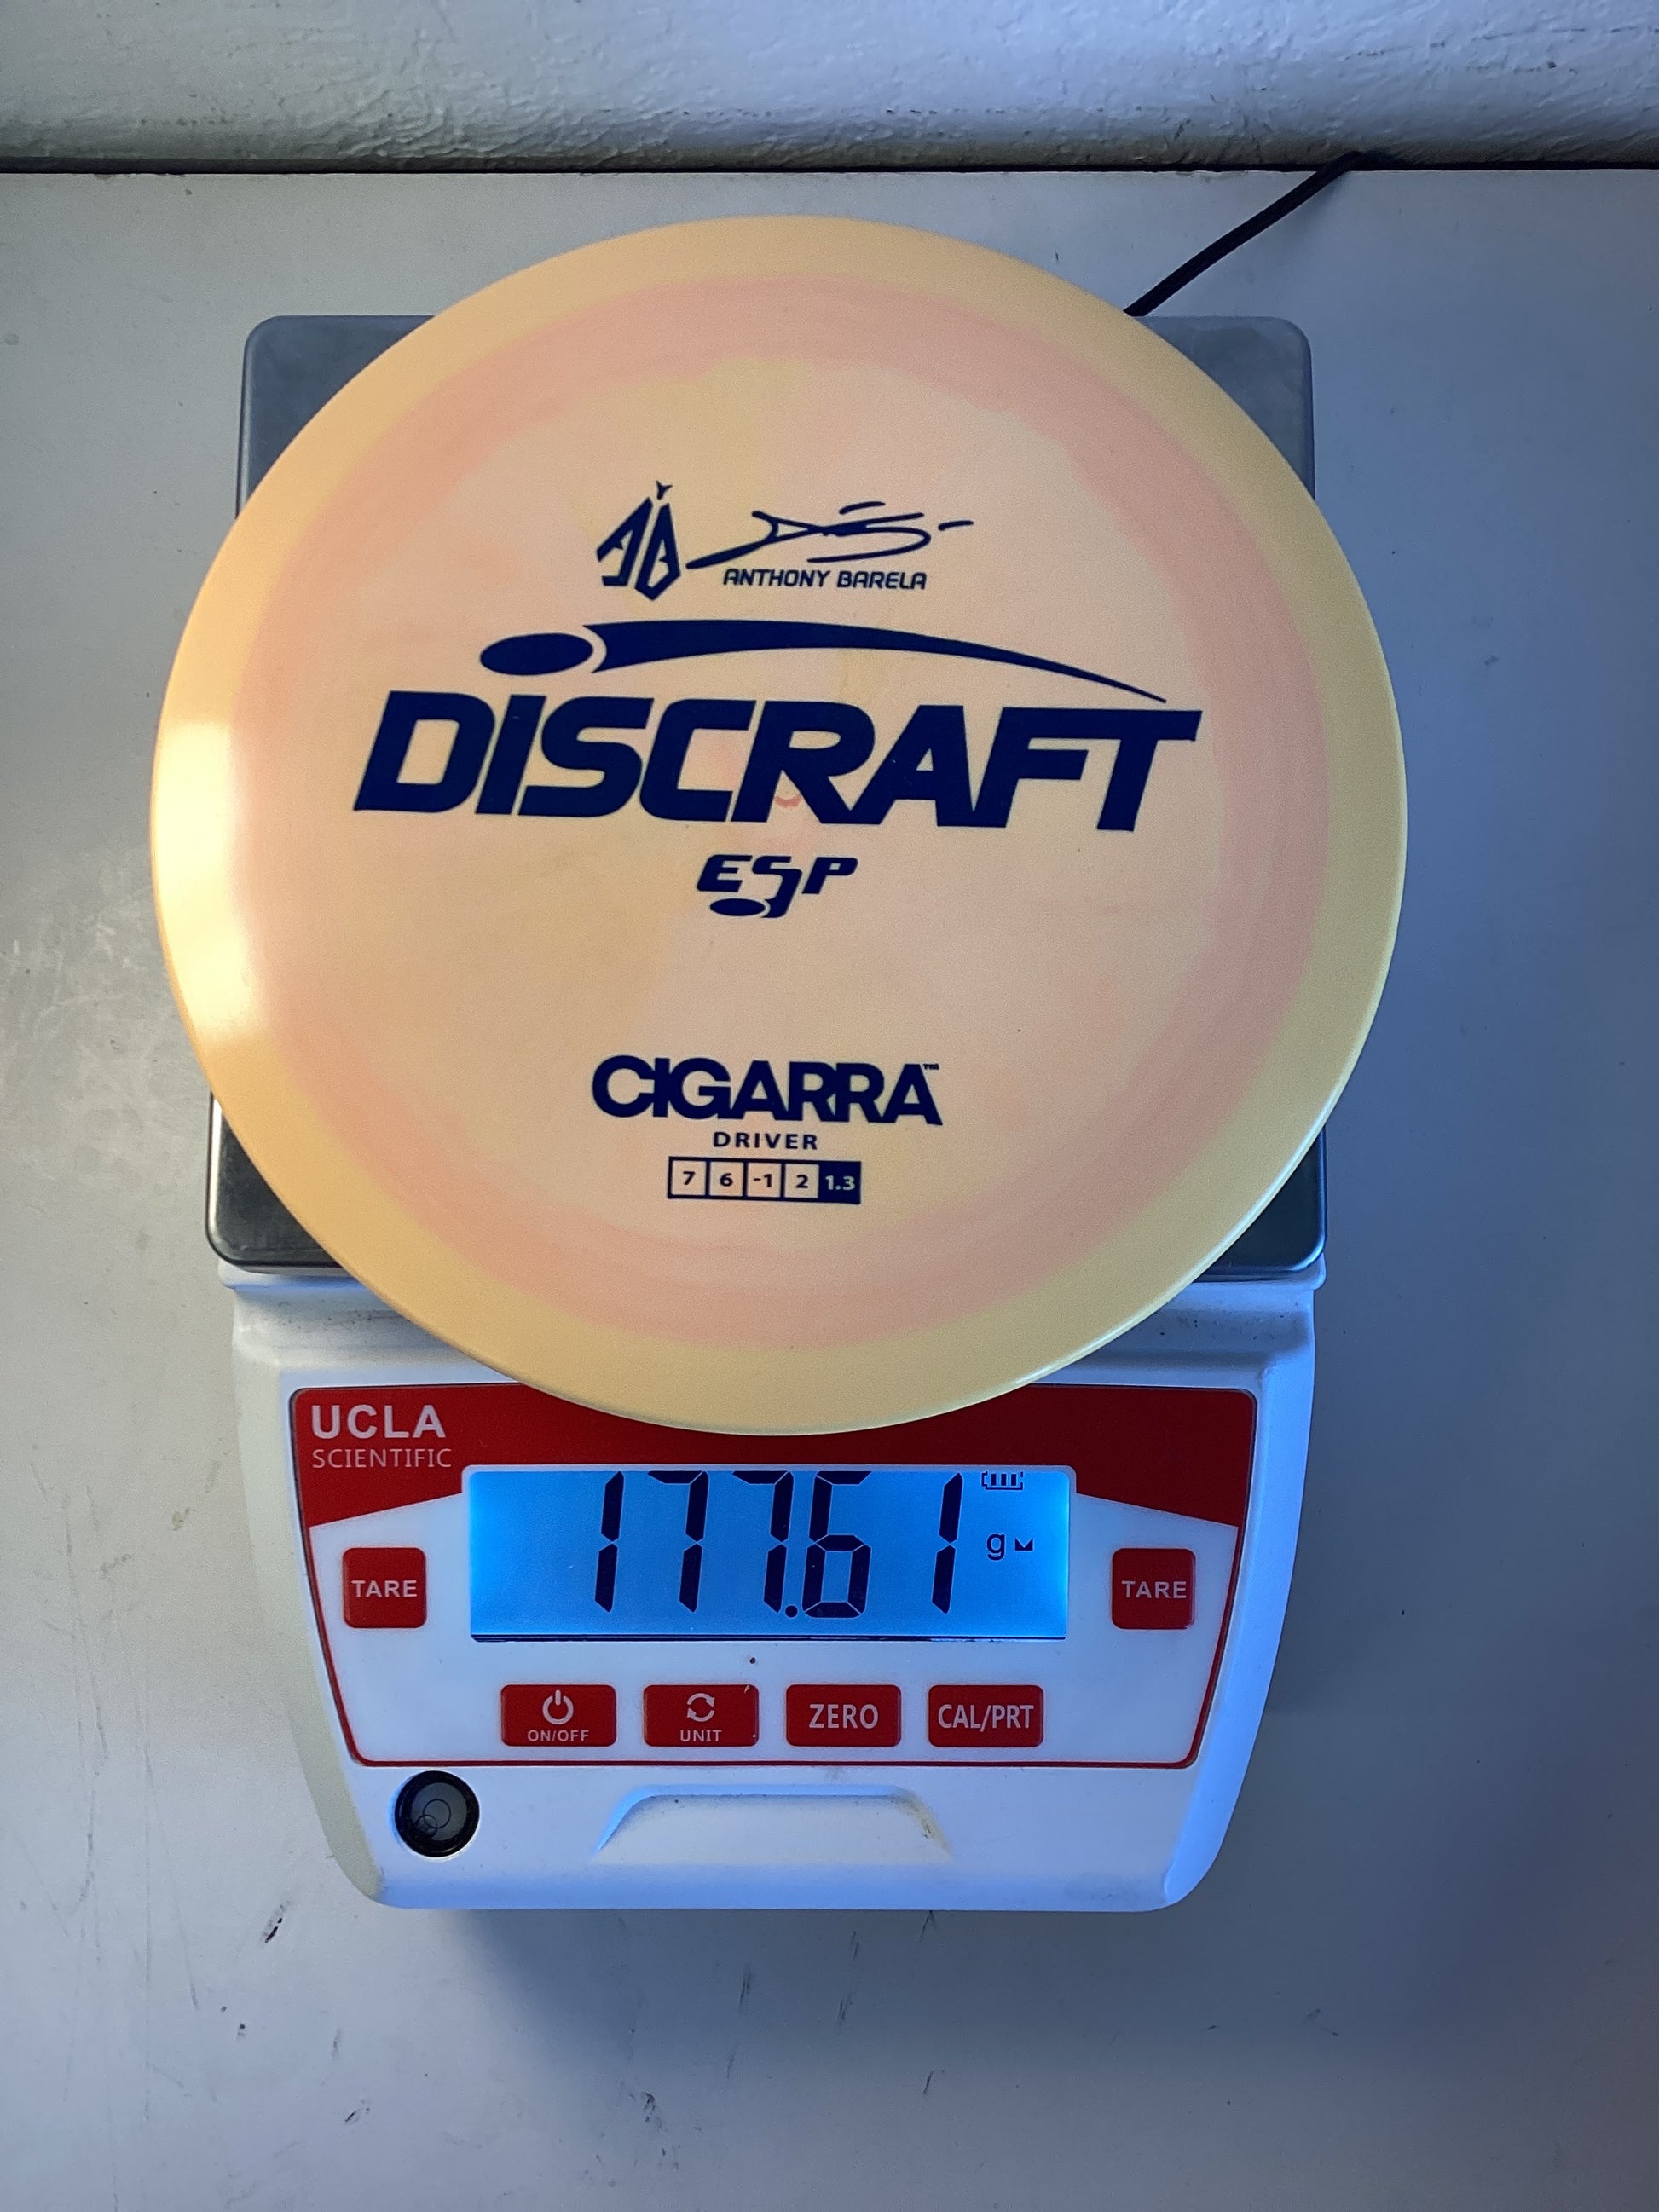 AB
ANTHONY BARELA
DISCRAFT
ESP
CIGARRA™
DRIVER
7 6 -1 2 1.3
UCLA
SCIENTIFIC
177.61 g
TARE
TARE
ON/OFF
UNIT
ZERO
CAL/PRT